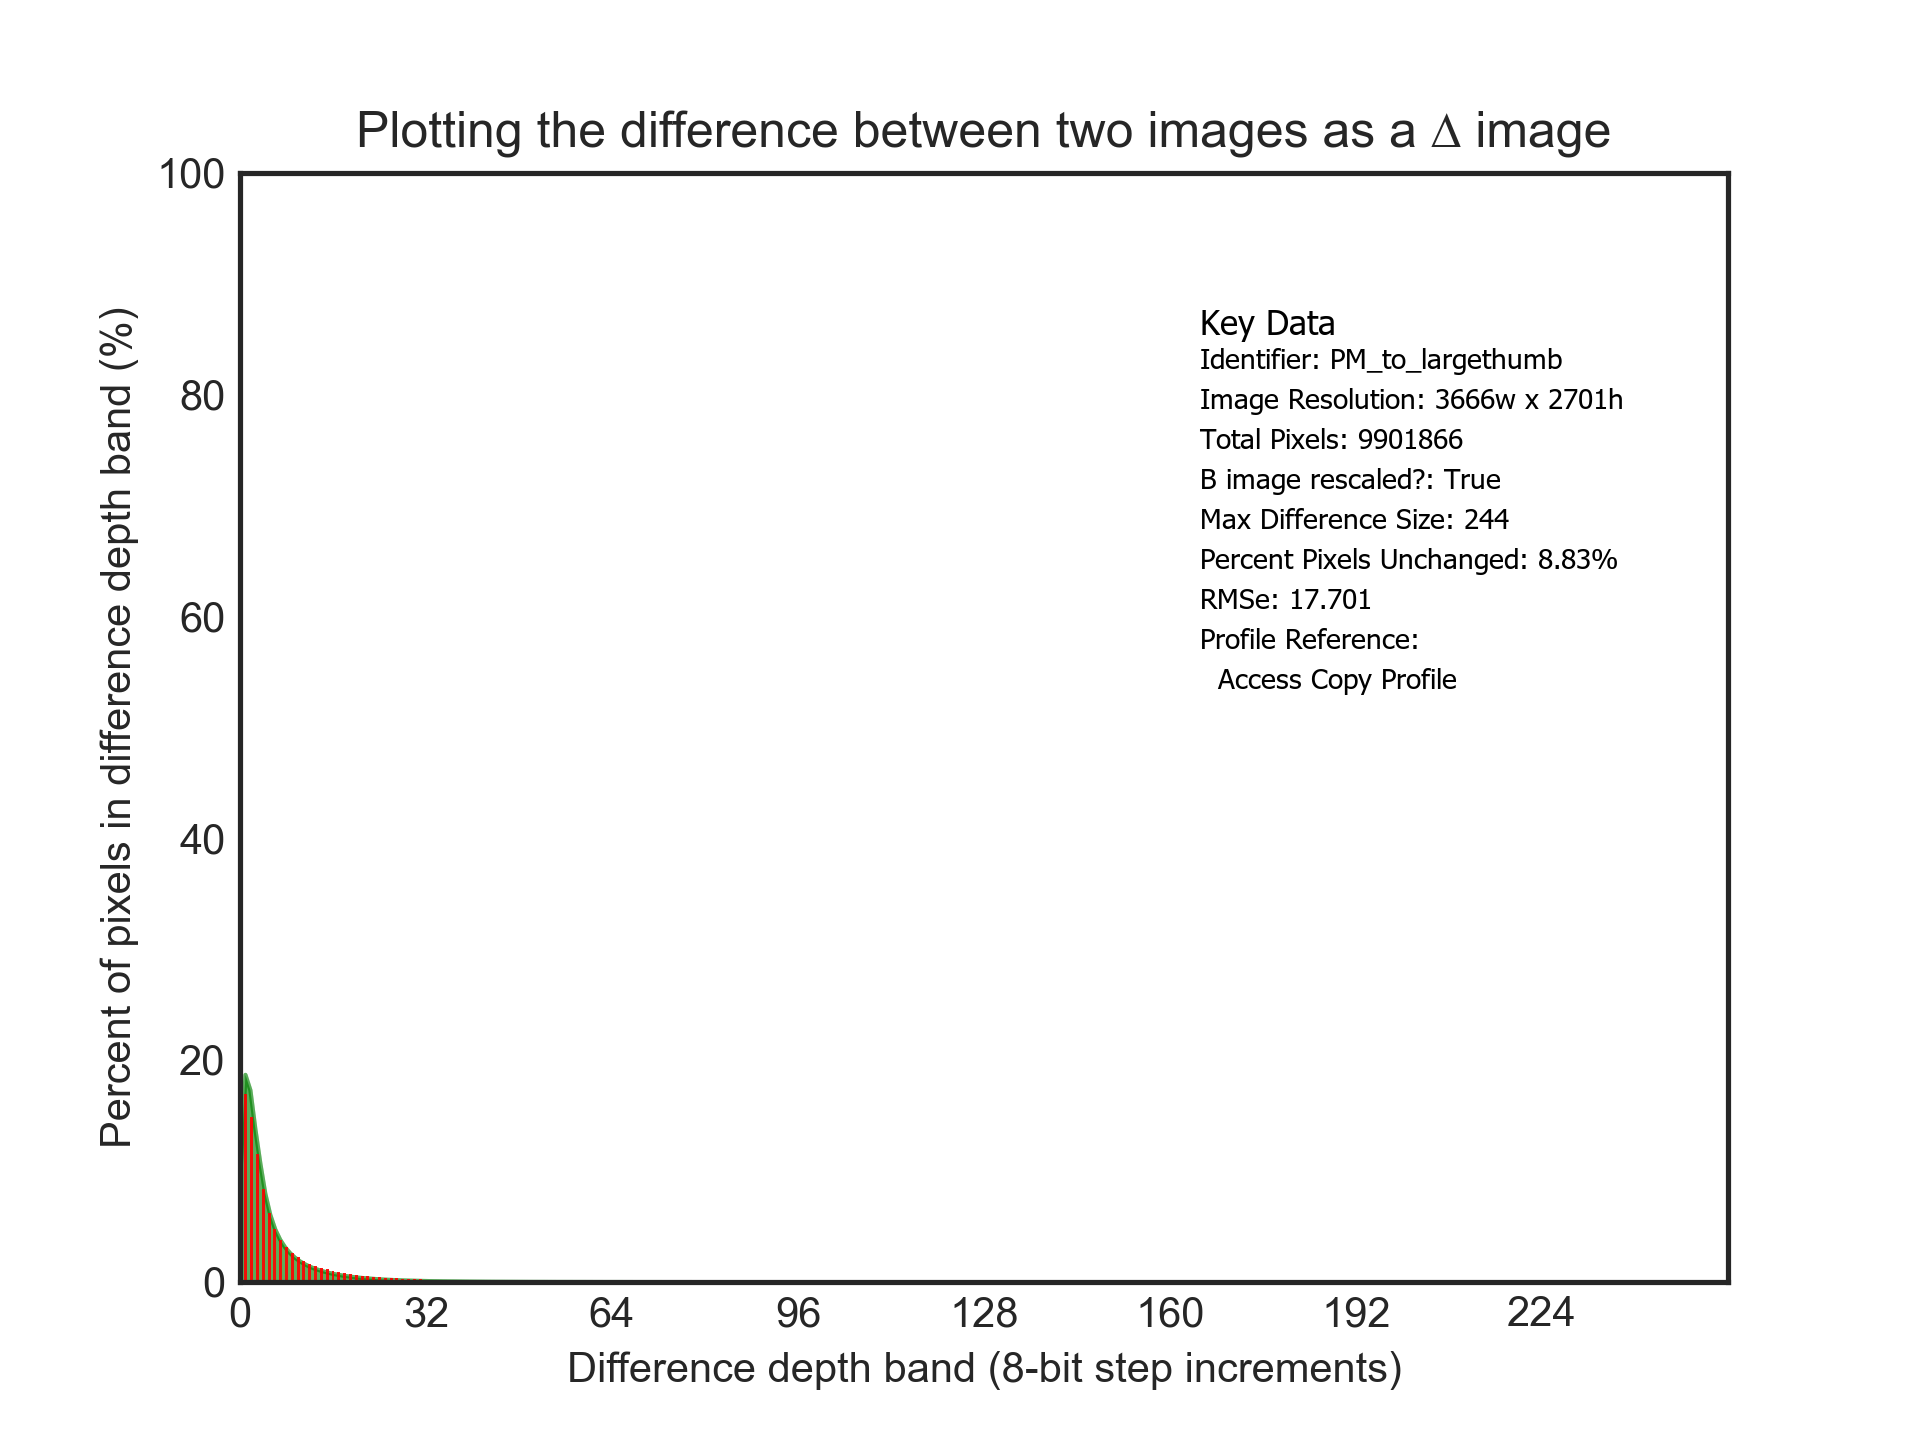 Plotting the difference between two images as a Δ image
100
80
60
40
20
0
Percent of pixels in difference depth band (%)
Key Data
Identifier: PM_to_largethumb
Image Resolution: 3666w x 2701h
Total Pixels: 9901866
B image rescaled?: True
Max Difference Size: 244
Percent Pixels Unchanged: 8.83%
RMSe: 17.701
Profile Reference:
Access Copy Profile
0 32 64 96 128 160 192 224
Difference depth band (8-bit step increments)